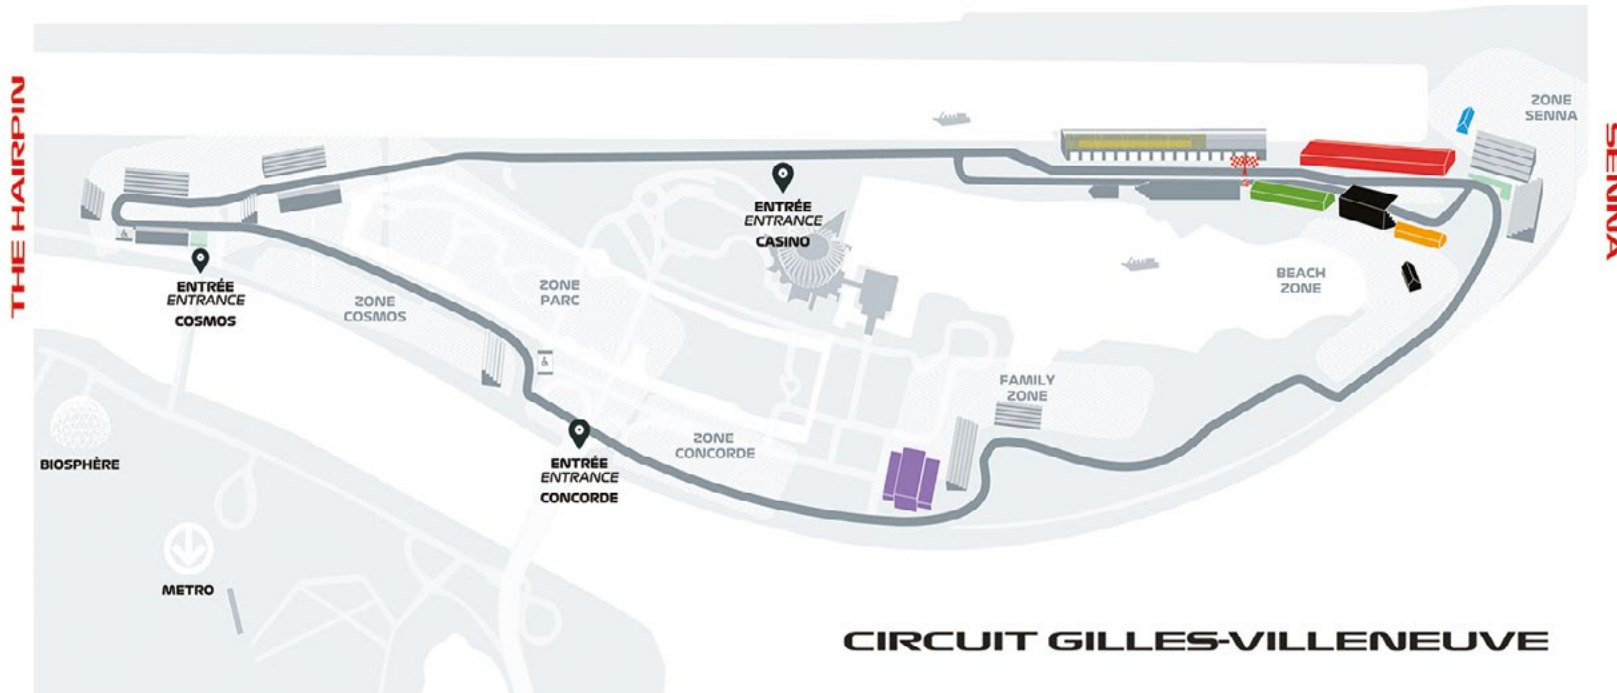 THE HAIRPIN
ZONE
SENNA
SENNA
ENTRÉE
ENTRANCE
CASINO
ENTRÉE
ENTRANCE
COSMOS
ZONE
COSMOS
ZONE
PARC
BEACH
ZONE
FAMILY
ZONE
ZONE
CONCORDE
ENTRÉE
ENTRANCE
CONCORDE
BIOSPHÈRE
METRO
CIRCUIT GILLES-VILLENEUVE